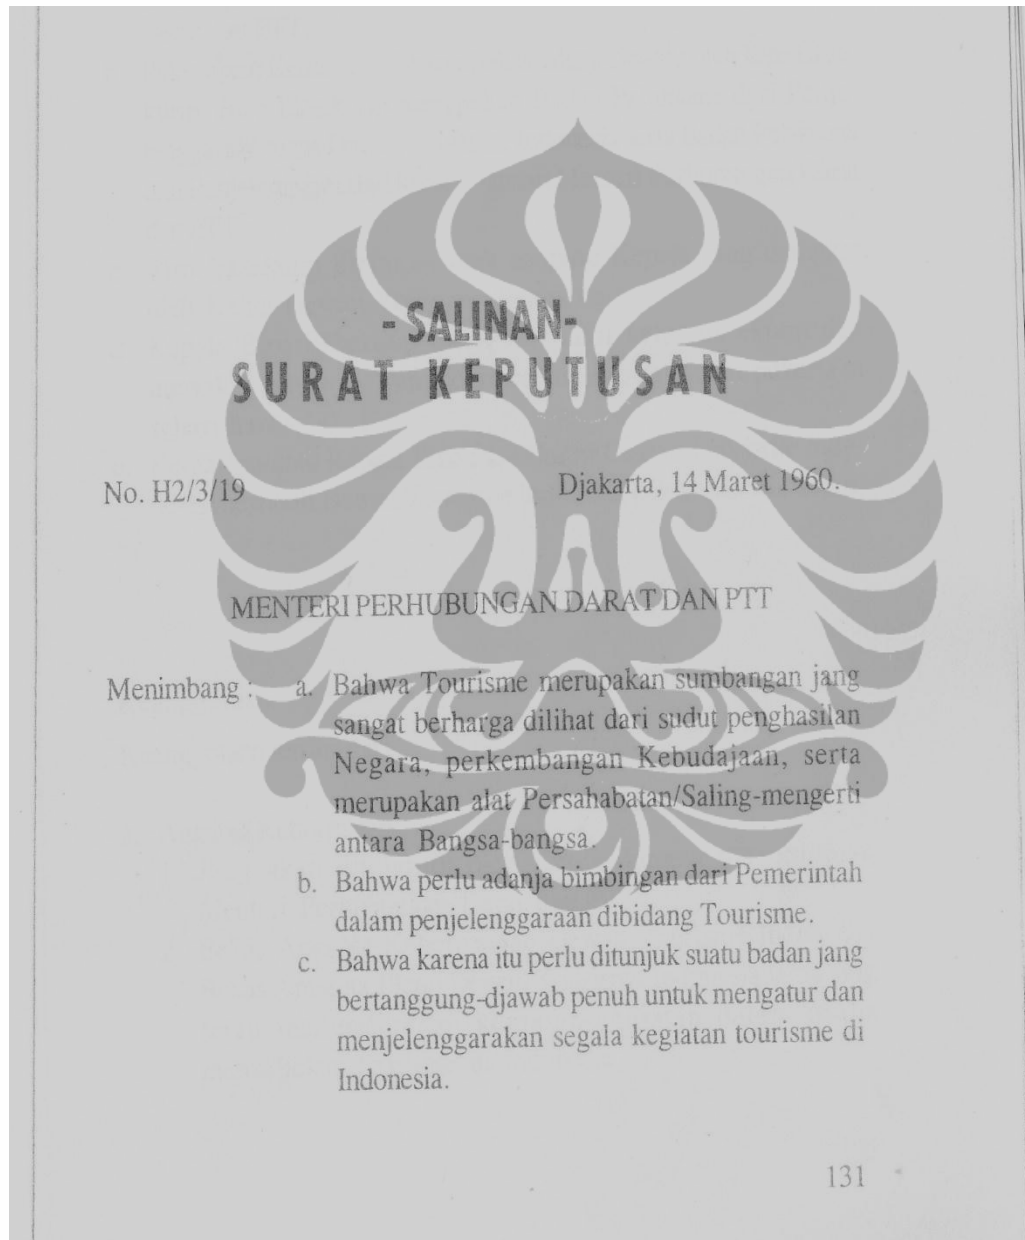 - SALINAN-
SURAT KEPUTUSAN
No. H2/3/19 Djakarta, 14 Maret 1960.
MENTERI PERHUBUNGAN DARAT DAN PTT
Menimbang : a. Bahwa Tourisme merupakan sumbangan jang
sangat berharga dilihat dari sudut penghasilan
Negara, perkembangan Kebudajaan, serta
merupakan alat Persahabatan/Saling-mengerti
antara Bangsa-bangsa.
b. Bahwa perlu adanja bimbingan dari Pemerintah
dalam penjelenggaraan dibidang Tourisme.
c. Bahwa karena itu perlu ditunjuk suatu badan jang
bertanggung-djawab penuh untuk mengatur dan
menjelenggarakan segala kegiatan tourisme di
Indonesia.
131